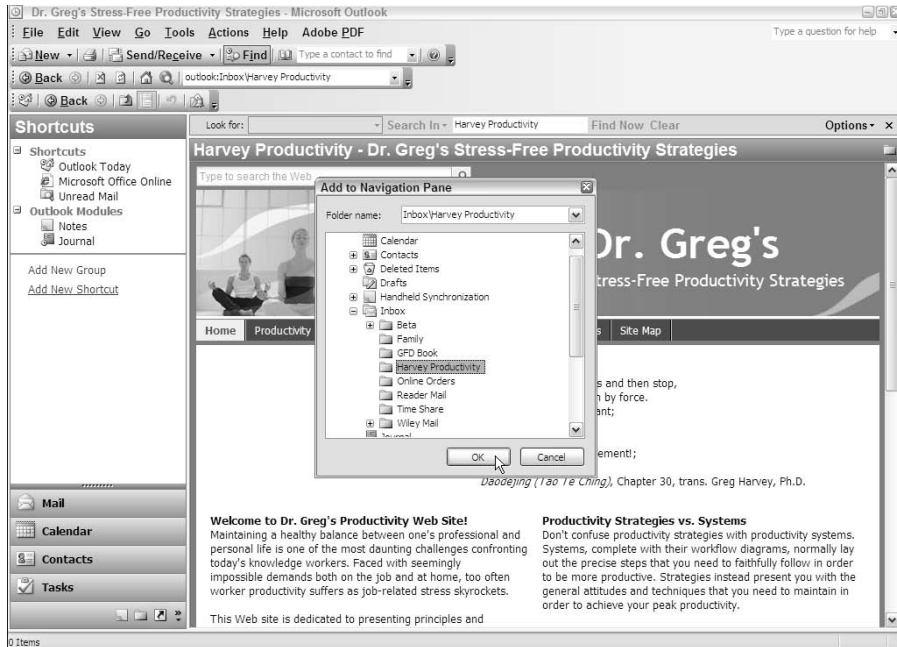 Dr. Greg's Stress-Free Productivity Strategies - Microsoft Outlook
File Edit View Go Tools Actions Help Adobe PDF
Type a question for help
New Send/Receive Find Type a contact to find
Back outlook:Inbox\Harvey Productivity
Back
Shortcuts
Look for: Search In Harvey Productivity Find Now Clear Options x
Shortcuts
Outlook Today
Microsoft Office Online
Unread Mail
Outlook Modules
Notes
Journal
Add New Group
Add New Shortcut
Harvey Productivity - Dr. Greg's Stress-Free Productivity Strategies
Type to search the Web
Dr. Greg's
Stress-Free Productivity Strategies
Home Productivity s Site Map
Add to Navigation Pane
Folder name: Inbox\Harvey Productivity
Calendar
Contacts
Deleted Items
Drafts
Handheld Synchronization
Inbox
Beta
Family
GFD Book
Harvey Productivity
Online Orders
Reader Mail
Time Share
Wiley Mail
Journal
OK Cancel
s and then stop,
by force.
ant;
ement!;
Daodejing (Tao Te Ching), Chapter 30, trans. Greg Harvey, Ph.D.
Mail
Calendar
Contacts
Tasks
Welcome to Dr. Greg's Productivity Web Site!
Maintaining a healthy balance between one's professional and
personal life is one of the most daunting challenges confronting
today's knowledge workers. Faced with seemingly
impossible demands both on the job and at home, too often
worker productivity suffers as job-related stress skyrockets.
This Web site is dedicated to presenting principles and
Productivity Strategies vs. Systems
Don't confuse productivity strategies with productivity systems.
Systems, complete with their workflow diagrams, normally lay
out the precise steps that you need to faithfully follow in order
to be more productive. Strategies instead present you with the
general attitudes and techniques that you need to maintain in
order to achieve your peak productivity.
0 Items